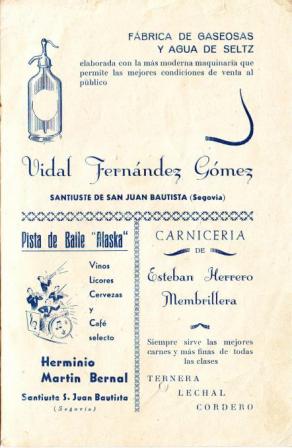 FÁBRICA DE GASEOSAS
Y AGUA DE SELTZ
elaborada con la más moderna maquinaría que
permite las mejores condiciones de venta al
público
Vidal Fernández Gómez
SANTIUSTE DE SAN JUAN BAUTISTA (Segovia)
Pista de Baile "Alaska"
Vinos
Licores
Cervezas
y
Café
selecto
Herminio
Martin Bernal
Santiuste S. Juan Bautista
(Segovia)
CARNICERIA
DE
Esteban Herrero
Membrillera
Siempre sirve las mejores
carnes y más finas de todas
las clases
TERNERA
LECHAL
CORDERO